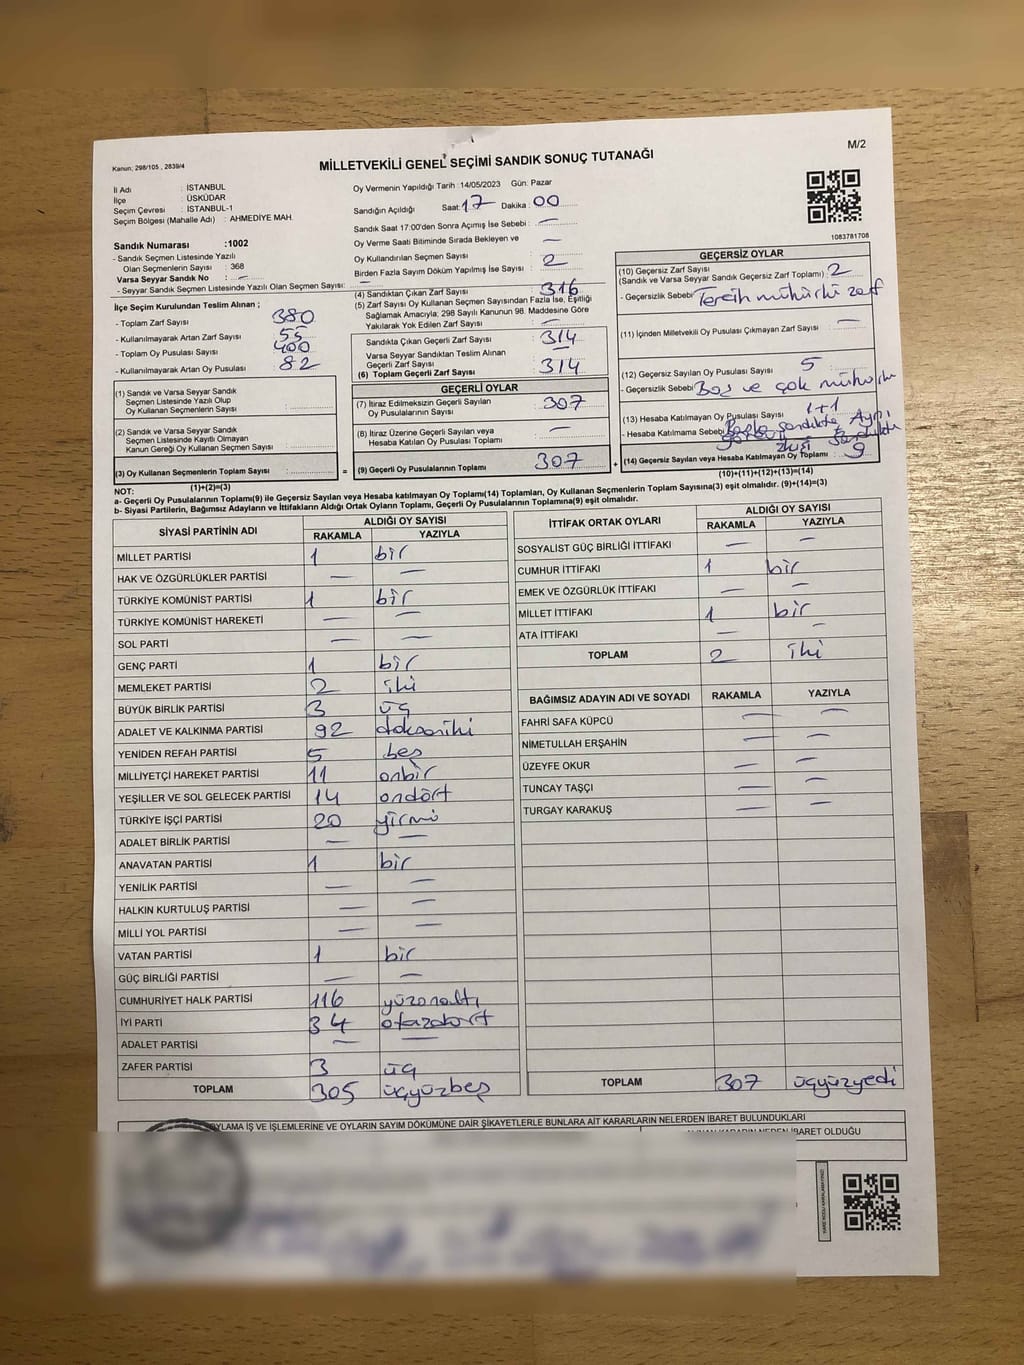 Kanun; 298/105 , 2839/4
M/2
MİLLETVEKİLİ GENEL SEÇİMİ SANDIK SONUÇ TUTANAĞI
İl Adı : İSTANBUL
İlçe : ÜSKÜDAR
Seçim Çevresi : İSTANBUL-1
Seçim Bölgesi (Mahalle Adı) : AHMEDİYE MAH.
Sandık Numarası :1002
- Sandık Seçmen Listesinde Yazılı
Olan Seçmenlerin Sayısı : 368
Varsa Seyyar Sandık No : —
- Seyyar Sandık Seçmen Listesinde Yazılı Olan Seçmen Sayısı: —
İlçe Seçim Kurulundan Teslim Alınan ;
- Toplam Zarf Sayısı 380
- Kullanılmayarak Artan Zarf Sayısı 55
- Toplam Oy Pusulası Sayısı 400
- Kullanılmayarak Artan Oy Pusulası : 82
(1) Sandık ve Varsa Seyyar Sandık
Seçmen Listesinde Yazılı Olup
Oy Kullanan Seçmenlerin Sayısı :
(2) Sandık ve Varsa Seyyar Sandık
Seçmen Listesinde Kayıtlı Olmayan
Kanun Gereği Oy Kullanan Seçmen Sayısı :
(3) Oy Kullanan Seçmenlerin Toplam Sayısı :
(1)+(2)=(3)
Oy Vermenin Yapıldığı Tarih :14/05/2023 Gün: Pazar
Sandığın Açıldığı Saat: 17 Dakika : 00
Sandık Saat 17:00'den Sonra Açımış İse Sebebi : —
Oy Verme Saati Bitiminde Sırada Bekleyen ve —
Oy Kullandırılan Seçmen Sayısı : 2
Birden Fazla Sayım Döküm Yapılmış İse Sayısı :
(4) Sandıktan Çıkan Zarf Sayısı 316
(5) Zarf Sayısı Oy Kullanan Seçmen Sayısından Fazla İse, Eşitliği
Sağlamak Amacıyla, 298 Sayılı Kanunun 98. Maddesine Göre
Yakılarak Yok Edilen Zarf Sayısı : —
Sandıkta Çıkan Geçerli Zarf Sayısı : 314
Varsa Seyyar Sandıktan Teslim Alınan
Geçerli Zarf Sayısı : —
(6) Toplam Geçerli Zarf Sayısı : 314
GEÇERLİ OYLAR
(7) İtiraz Edilmeksizin Geçerli Sayılan
Oy Pusulalarının Sayısı : 307
(8) İtiraz Üzerine Geçerli Sayılan veya
Hesaba Katılan Oy Pusulası Toplamı : —
= (9) Geçerli Oy Pusulalarının Toplamı : 307
1083781708
GEÇERSİZ OYLAR
(10) Geçersiz Zarf Sayısı
(Sandık ve Varsa Seyyar Sandık Geçersiz Zarf Toplamı) : 2
- Geçersizlik Sebebi: Tercih mühürlü zarf
(11) İçinden Milletvekili Oy Pusulası Çıkmayan Zarf Sayısı : —
(12) Geçersiz Sayılan Oy Pusulası Sayısı : 5
- Geçersizlik Sebebi : Boş ve çok mühürlü
(13) Hesaba Katılmayan Oy Pusulası Sayısı 1+1
- Hesaba Katılmama Sebebi Başka sandıkta
+ (14) Geçersiz Sayılan veya Hesaba Katılmayan Oy Toplamı : 9
(10)+(11)+(12)+(13)=(14)
NOT:
a- Geçerli Oy Pusulalarının Toplamı(9) ile Geçersiz Sayılan veya Hesaba katılmayan Oy Toplamı(14) Toplamları, Oy Kullanan Seçmenlerin Toplam Sayısına(3) eşit olmalıdır. (9)+(14)=(3)
b- Siyasi Partilerin, Bağımsız Adayların ve İttifakların Aldığı Ortak Oyların Toplamı, Geçerli Oy Pusulalarının Toplamına(9) eşit olmalıdır.
SİYASİ PARTİNİN ADI ALDIĞI OY SAYISI
RAKAMLA YAZIYLA
MİLLET PARTİSİ 1 bir
HAK VE ÖZGÜRLÜKLER PARTİSİ — —
TÜRKİYE KOMÜNİST PARTİSİ 1 bir
TÜRKİYE KOMÜNİST HAREKETİ — —
SOL PARTİ — —
GENÇ PARTİ 1 bir
MEMLEKET PARTİSİ 2 iki
BÜYÜK BİRLİK PARTİSİ 3 üç
ADALET VE KALKINMA PARTİSİ 92 doksaniki
YENİDEN REFAH PARTİSİ 5 beş
MİLLİYETÇİ HAREKET PARTİSİ 11 onbir
YEŞİLLER VE SOL GELECEK PARTİSİ 14 ondört
TÜRKİYE İŞÇİ PARTİSİ 20 yirmi
ADALET BİRLİK PARTİSİ — —
ANAVATAN PARTİSİ 1 bir
YENİLİK PARTİSİ — —
HALKIN KURTULUŞ PARTİSİ — —
MİLLİ YOL PARTİSİ — —
VATAN PARTİSİ 1 bir
GÜÇ BİRLİĞİ PARTİSİ — —
CUMHURİYET HALK PARTİSİ 116 yüzonaltı
İYİ PARTİ 34 otuzdört
ADALET PARTİSİ — —
ZAFER PARTİSİ 3 üç
TOPLAM 305 üçyüzbeş
İTTİFAK ORTAK OYLARI ALDIĞI OY SAYISI
RAKAMLA YAZIYLA
SOSYALİST GÜÇ BİRLİĞİ İTTİFAKI — —
CUMHUR İTTİFAKI 1 bir
EMEK VE ÖZGÜRLÜK İTTİFAKI — —
MİLLET İTTİFAKI 1 bir
ATA İTTİFAKI — —
TOPLAM 2 iki
BAĞIMSIZ ADAYIN ADI VE SOYADI RAKAMLA YAZIYLA
FAHRİ SAFA KÜPCÜ — —
NİMETULLAH ERŞAHİN — —
ÜZEYFE OKUR — —
TUNCAY TAŞÇI — —
TURGAY KARAKUŞ — —
TOPLAM 307 üçyüzyedi
OYLAMA İŞ VE İŞLEMLERİNE VE OYLARIN SAYIM DÖKÜMÜNE DAİR ŞİKAYETLERLE BUNLARA AİT KARARLARIN NELERDEN İBARET BULUNDUKLARI
İBARET OLDUĞU